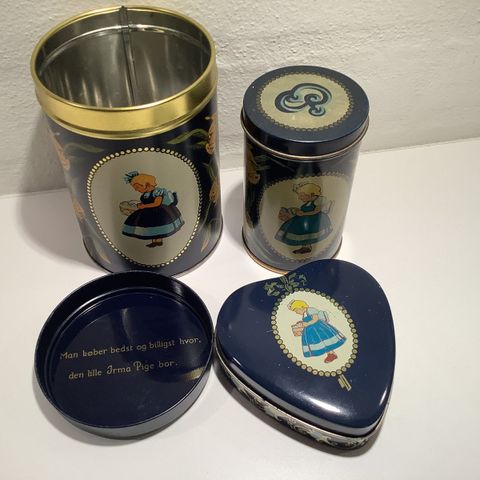 Man køber bedst og billigst hvor,
den lille Irma Pige bor.